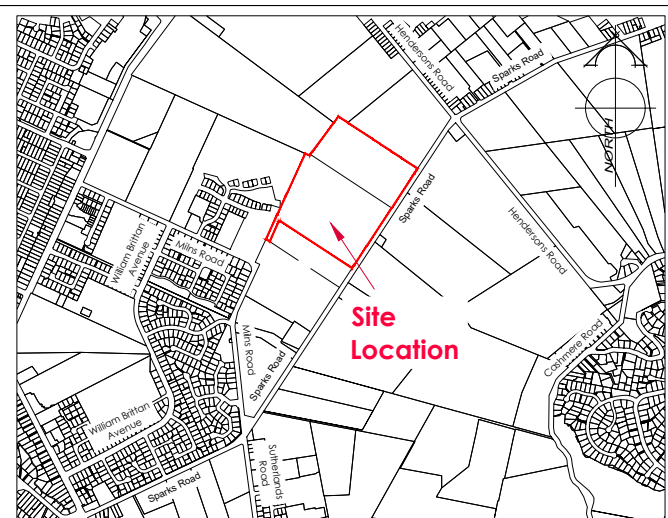 Hendersons Road
Sparks Road
NORTH
Sparks Road
Hendersons Road
William Brittan
Avenue
Milns Road
Site
Location
Milns Road
Sparks Road
Cashmere Road
William Brittan
Avenue
Sutherlands
Road
Sparks Road